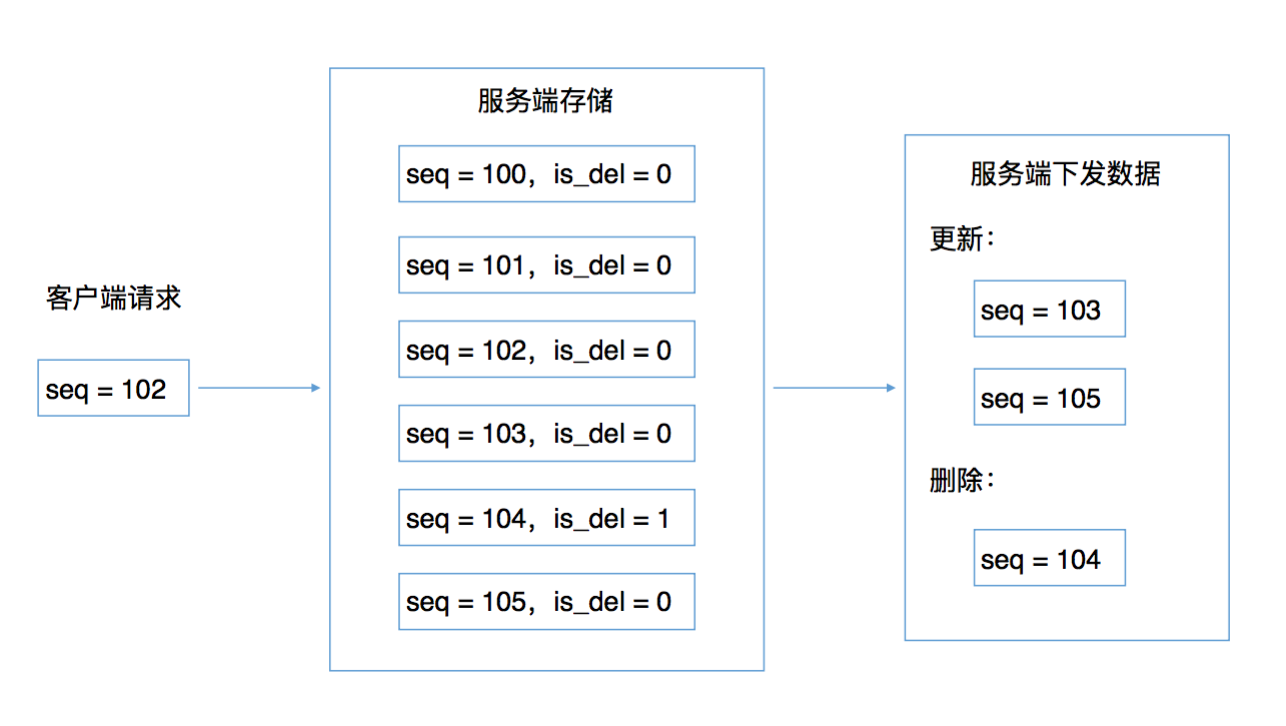 客户端请求
seq = 102
服务端存储
seq = 100，is_del = 0
seq = 101，is_del = 0
seq = 102，is_del = 0
seq = 103，is_del = 0
seq = 104，is_del = 1
seq = 105，is_del = 0
服务端下发数据
更新：
seq = 103
seq = 105
删除：
seq = 104